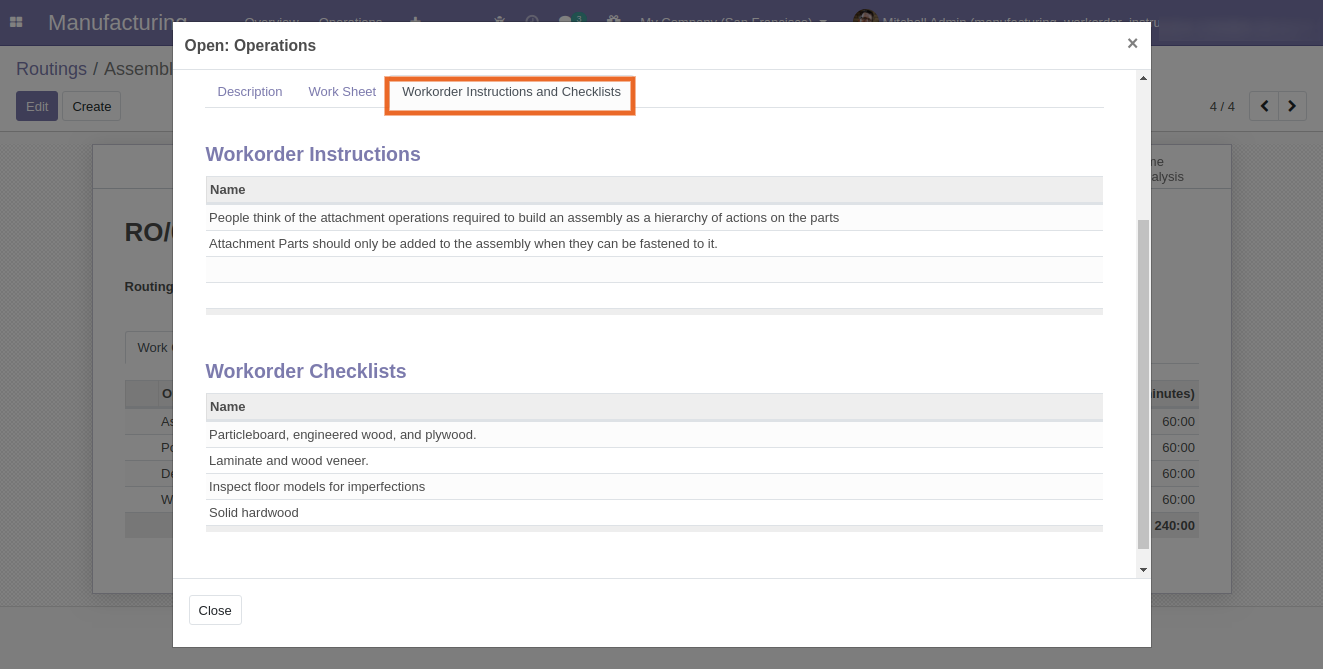 Manufacturing Overview Operations 3 My Company (San Francisco) Mitchell Admin (manufacturing_workorder_instru
Open: Operations ×
Routings / Assembl
Description Work Sheet Workorder Instructions and Checklists
Edit Create 4 / 4
Workorder Instructions
alysis
Name
People think of the attachment operations required to build an assembly as a hierarchy of actions on the parts
RO/
Attachment Parts should only be added to the assembly when they can be fastened to it.
Routing
Work
Workorder Checklists
Name
inutes)
Particleboard, engineered wood, and plywood.
As 60:00
Laminate and wood veneer.
Po 60:00
Inspect floor models for imperfections
De 60:00
Solid hardwood
W 60:00
240:00
Close